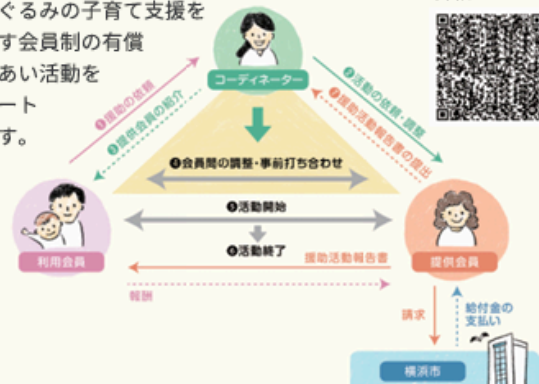 ぐるみの子育て支援を
す会員制の有償
あい活動を
ート
す。
コーディネーター
❶援助の依頼
❸提供会員の紹介
❷活動の依頼・調整
❼援助活動報告書の提出
❹会員間の調整・事前打ち合わせ
❺活動開始
❻活動終了
利用会員
提供会員
援助活動報告書
報酬
請求
給付金の
支払い
横浜市